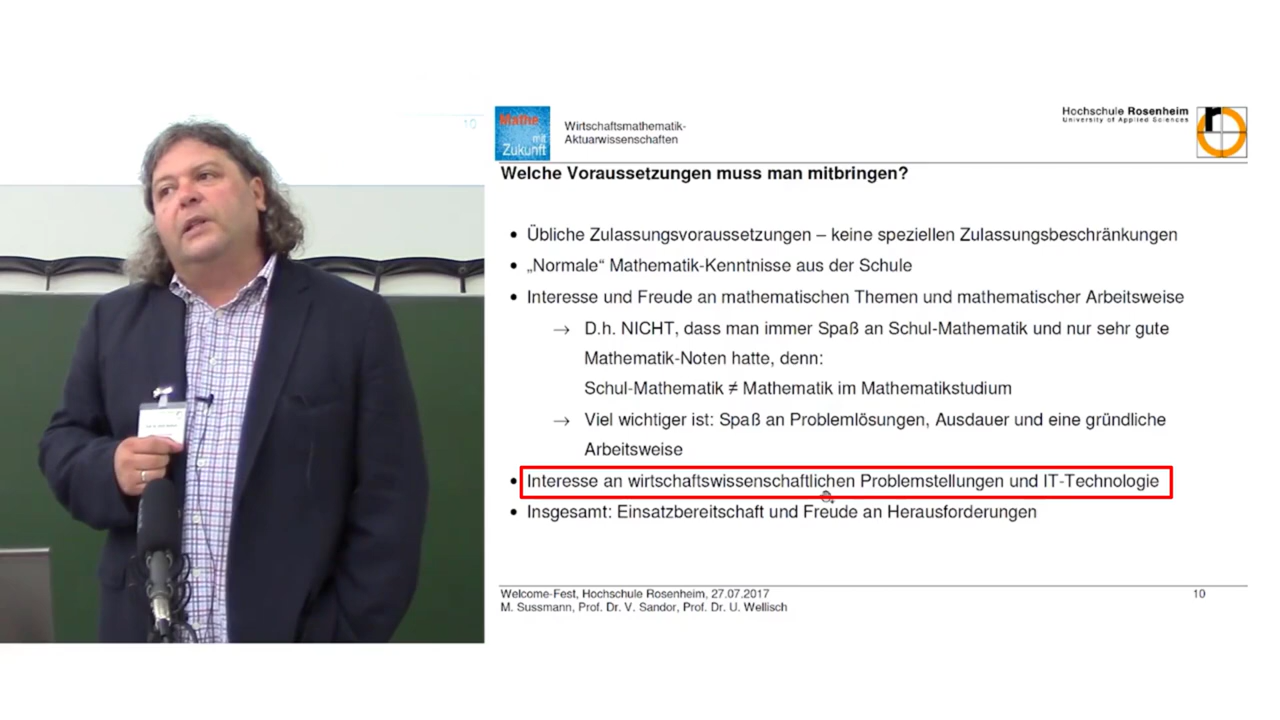 10
Mathe
mit
Zukunft
Wirtschaftsmathematik-
Aktuarwissenschaften
Hochschule Rosenheim
University of Applied Sciences
r
Welche Voraussetzungen muss man mitbringen?
• Übliche Zulassungsvoraussetzungen – keine speziellen Zulassungsbeschränkungen
• „Normale“ Mathematik-Kenntnisse aus der Schule
• Interesse und Freude an mathematischen Themen und mathematischer Arbeitsweise
→ D.h. NICHT, dass man immer Spaß an Schul-Mathematik und nur sehr gute
Mathematik-Noten hatte, denn:
Schul-Mathematik ≠ Mathematik im Mathematikstudium
→ Viel wichtiger ist: Spaß an Problemlösungen, Ausdauer und eine gründliche
Arbeitsweise
• Interesse an wirtschaftswissenschaftlichen Problemstellungen und IT-Technologie
• Insgesamt: Einsatzbereitschaft und Freude an Herausforderungen
Welcome-Fest, Hochschule Rosenheim, 27.07.2017
M. Sussmann, Prof. Dr. V. Sandor, Prof. Dr. U. Wellisch
10